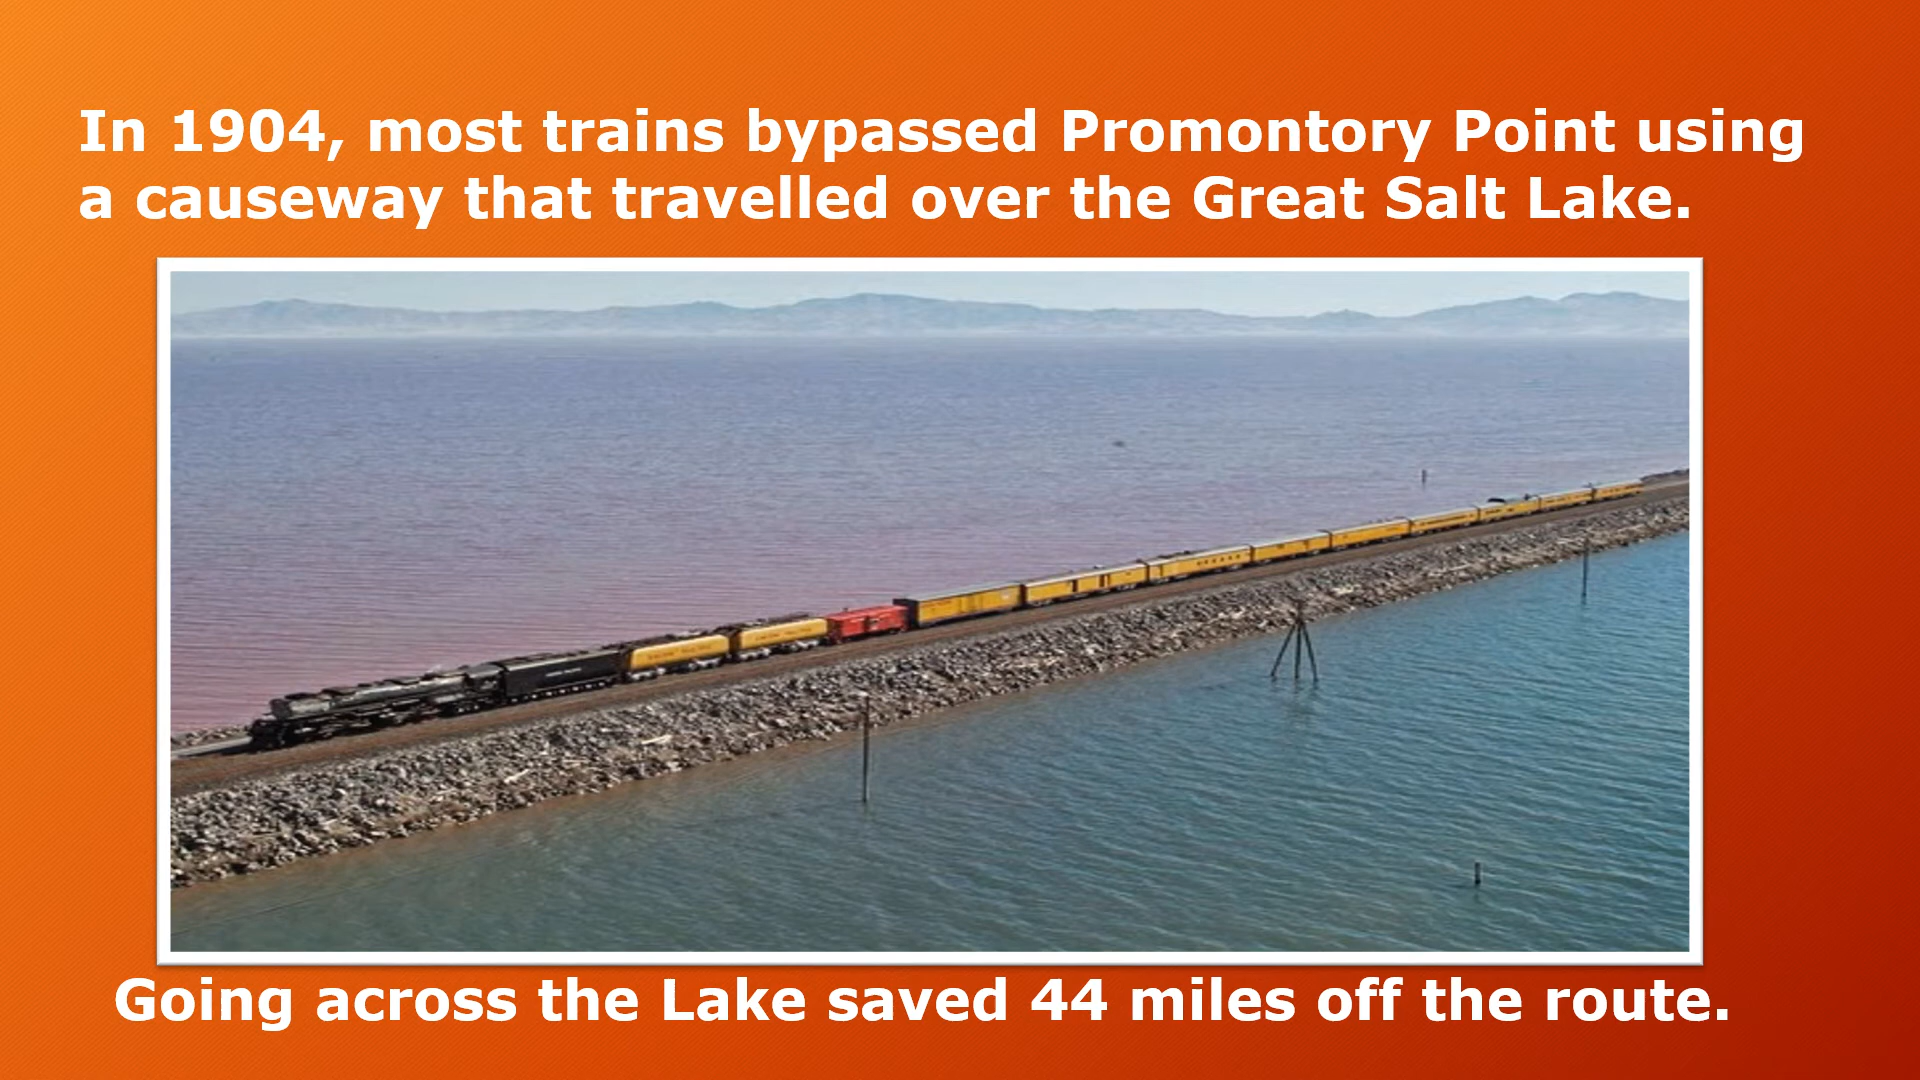 In 1904, most trains bypassed Promontory Point using
a causeway that travelled over the Great Salt Lake.
Going across the Lake saved 44 miles off the route.